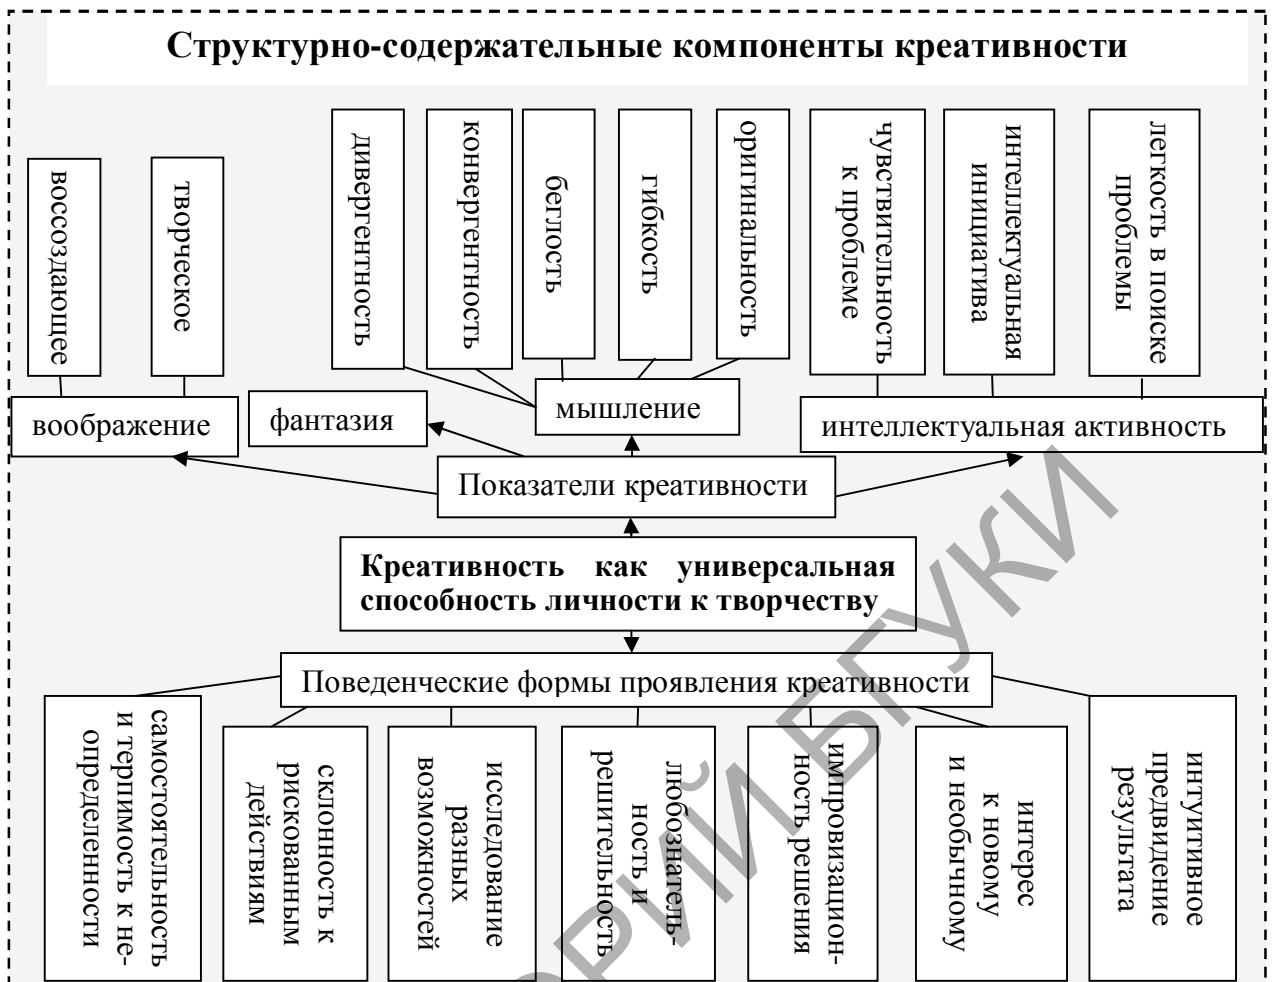 Структурно-содержательные компоненты креативности
воссоздающее
творческое
дивергентность
конвергентность
беглость
гибкость
оригинальность
чувствительность
к проблеме
интеллектуальная
инициатива
легкость в поиске
проблемы
воображение
фантазия
мышление
интеллектуальная активность
Показатели креативности
Креативность как универсальная
способность личности к творчеству
Поведенческие формы проявления креативности
самостоятельность
и терпимость к не-
определенности
склонность к
рискованным
действиям
исследование
разных
возможностей
любознатель-
ность и
решительность
импровизацион-
ность решения
интерес
к новому
и необычному
интуитивное
предвидение
результата
РИЙ БГУКИ